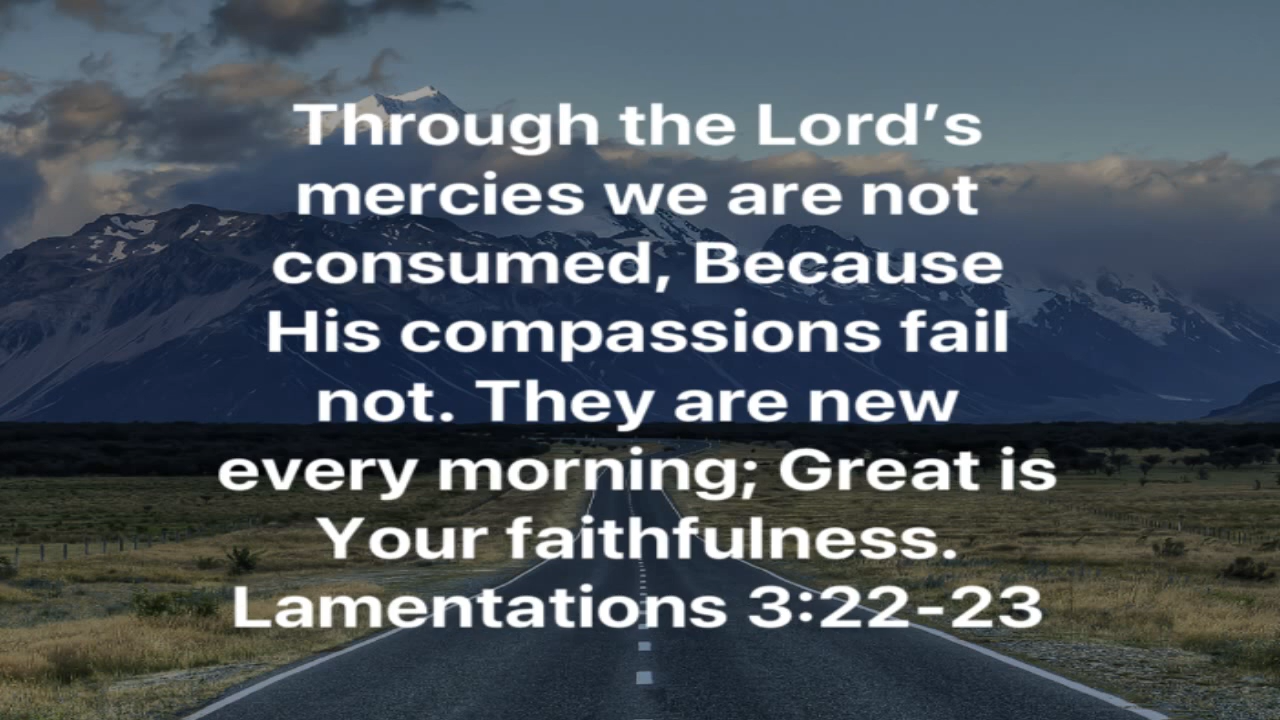 Through the Lord’s
mercies we are not
consumed, Because
His compassions fail
not. They are new
every morning; Great is
Your faithfulness.
Lamentations 3:22-23